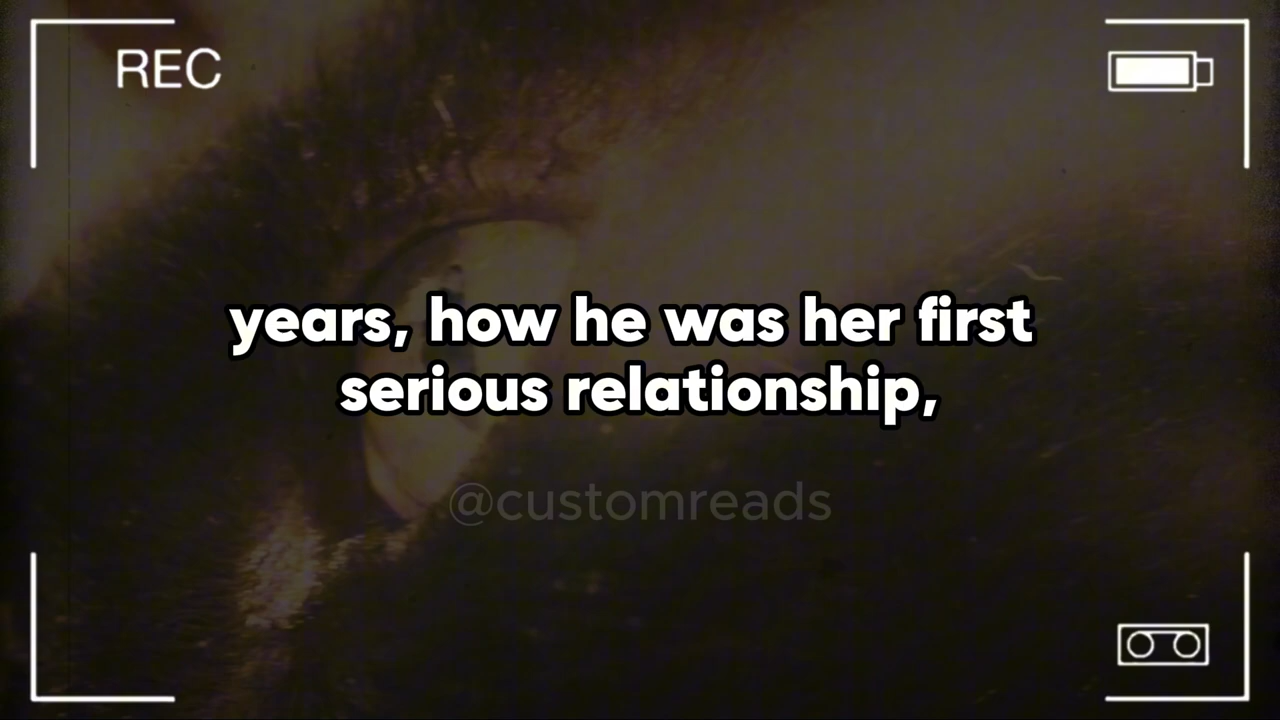 REC
years, how he was her first
serious relationship,
@customreads